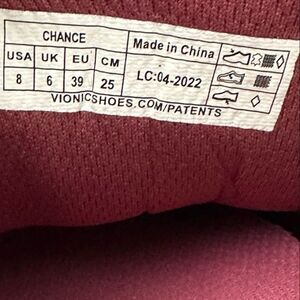 CHANCE
USA UK EU CM
8 6 39 25
Made in China
LC:04-2022
VIONICSHOES.COM/PATENTS